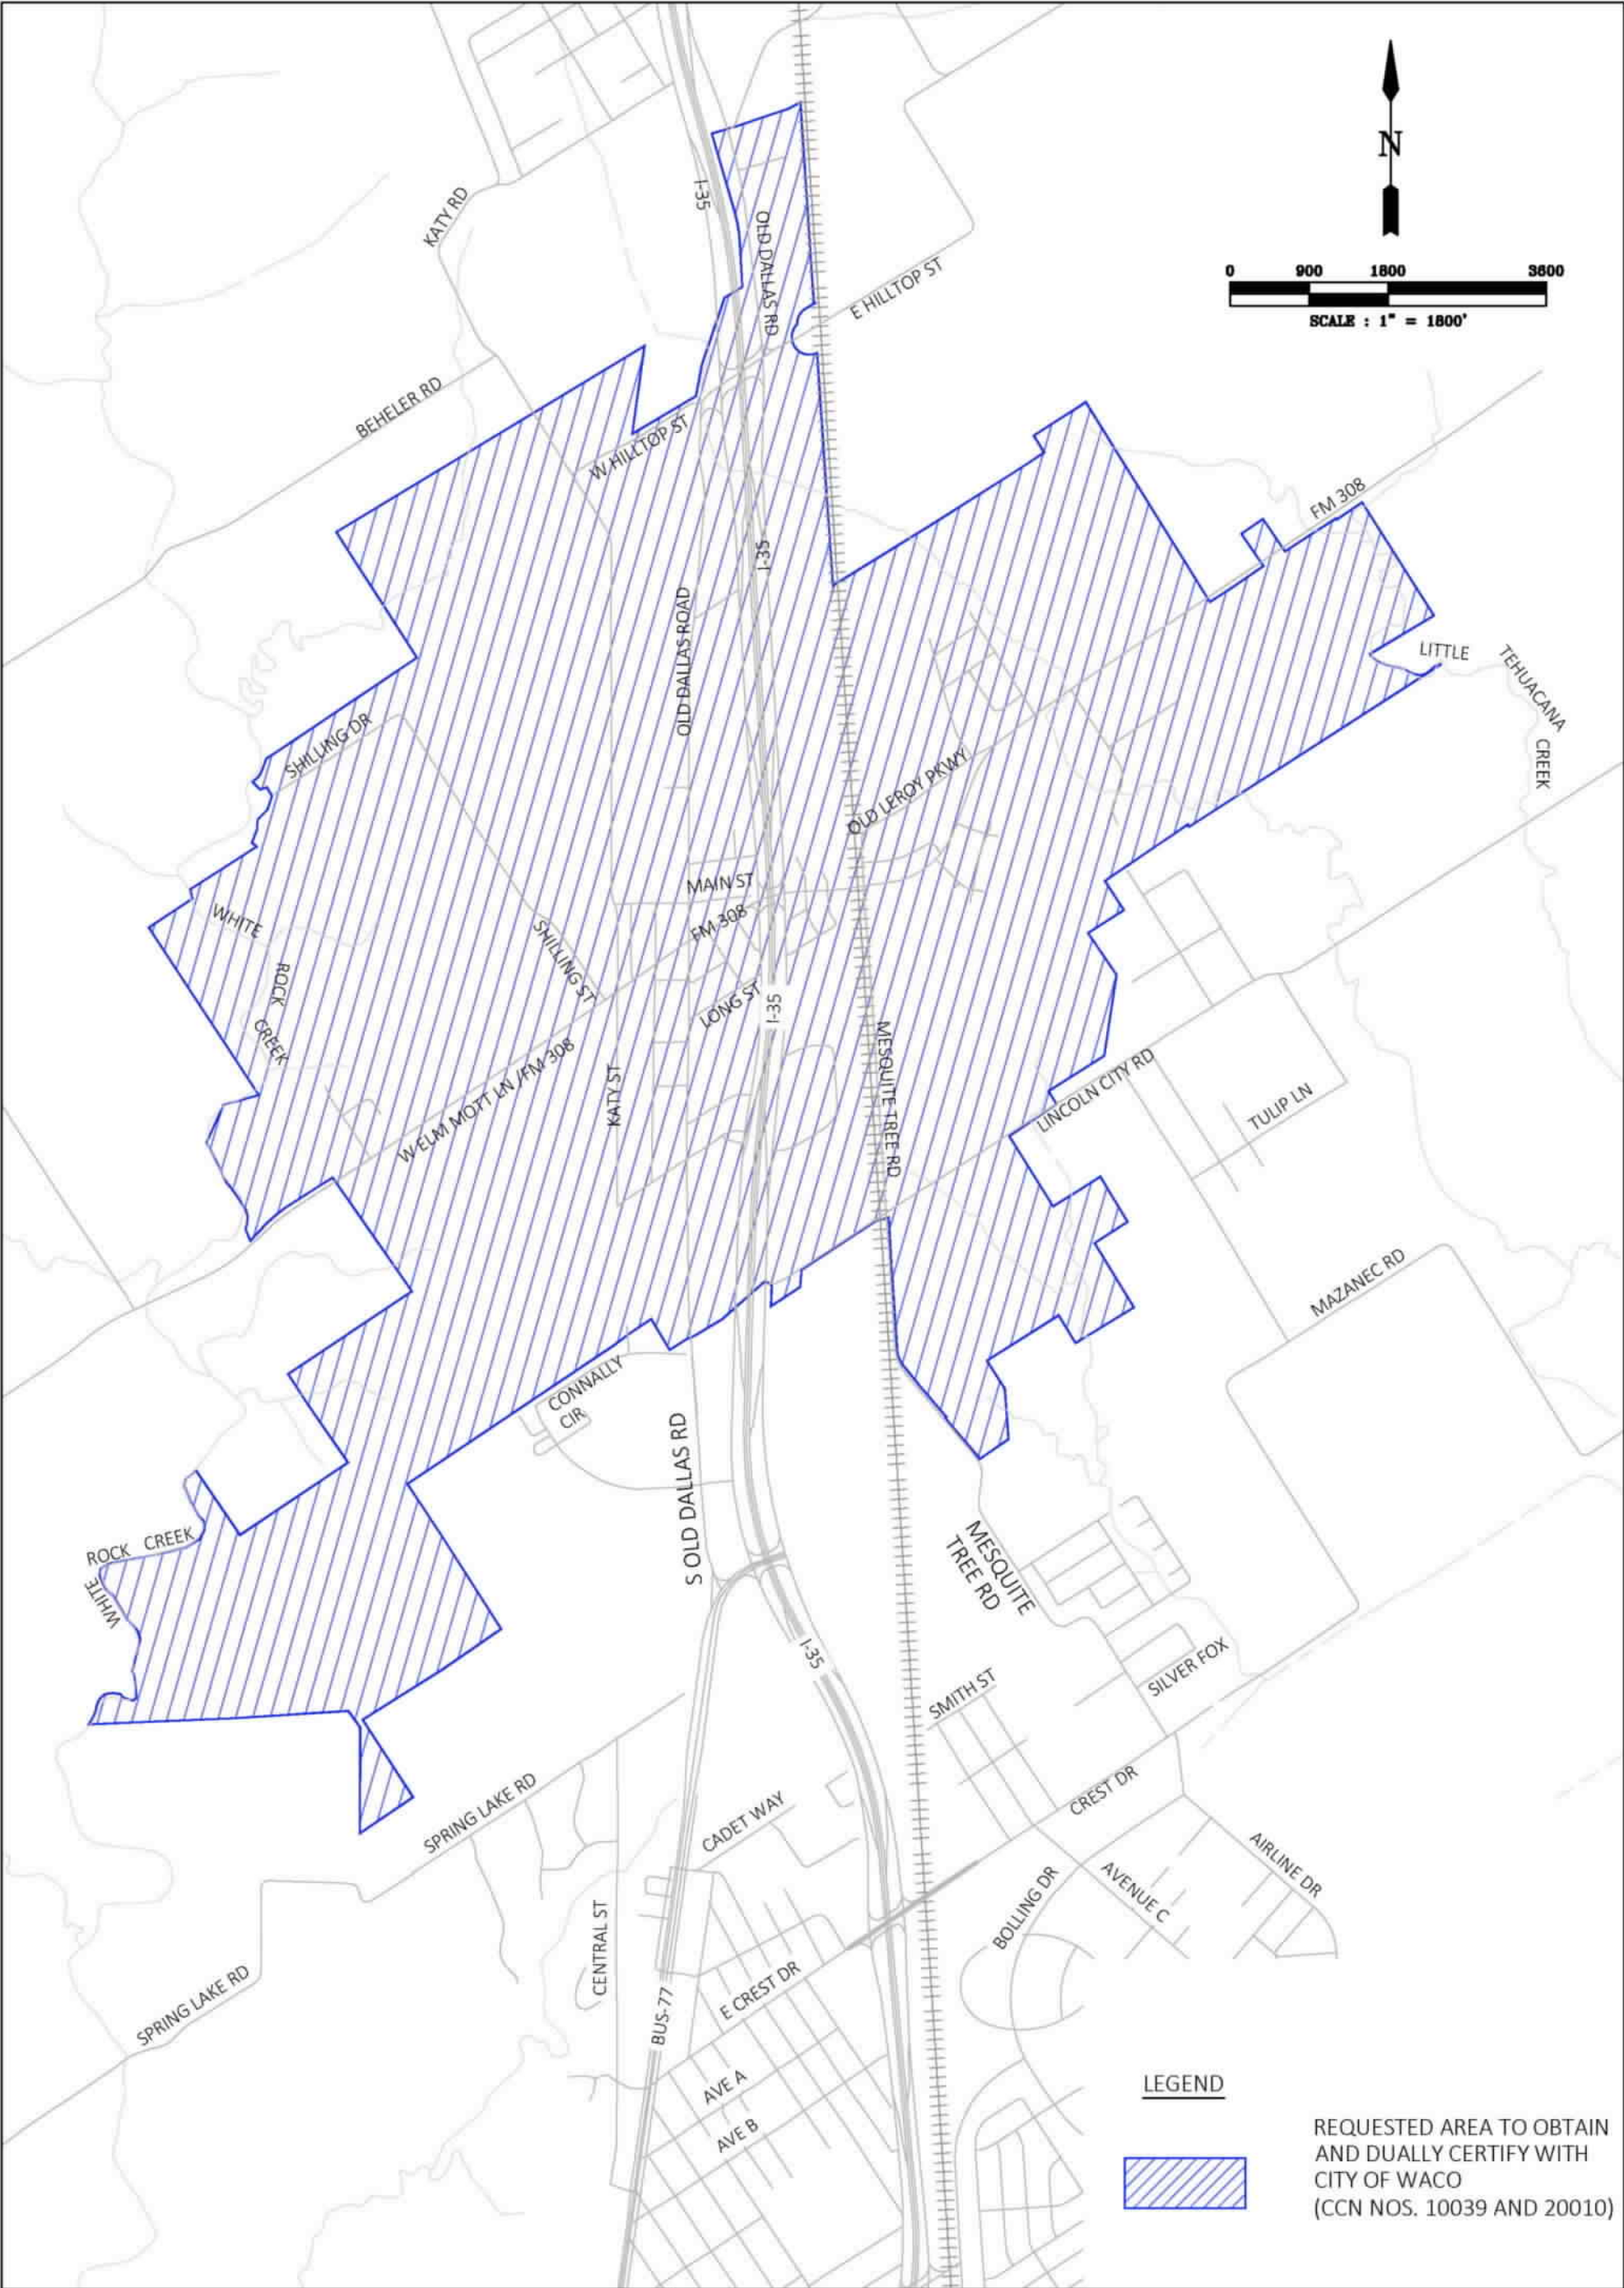 N
0 900 1800 3600
SCALE : 1" = 1800'
KATY RD
I-35
OLD DALLAS RD
E HILLTOP ST
BEHELER RD
W HILLTOP ST
FM 308
I-35
OLD DALLAS ROAD
LITTLE
TEHUACANA
CREEK
SHILLING DR
OLD LEROY PKWY
MAIN ST
FM 308
WHITE
ROCK
CREEK
SHILLING ST
LONG ST
I-35
W ELM MOTT LN /FM 308
KATY ST
MESQUITE TREE RD
LINCOLN CITY RD
TULIP LN
MAZANEC RD
CONNALLY
CIR
S OLD DALLAS RD
ROCK CREEK
WHITE
MESQUITE
TREE RD
I-35
SILVER FOX
SMITH ST
SPRING LAKE RD
CADET WAY
CREST DR
AIRLINE DR
AVENUE C
BOLLING DR
CENTRAL ST
SPRING LAKE RD
E CREST DR
BUS-77
AVE A
AVE B
LEGEND
REQUESTED AREA TO OBTAIN
AND DUALLY CERTIFY WITH
CITY OF WACO
(CCN NOS. 10039 AND 20010)